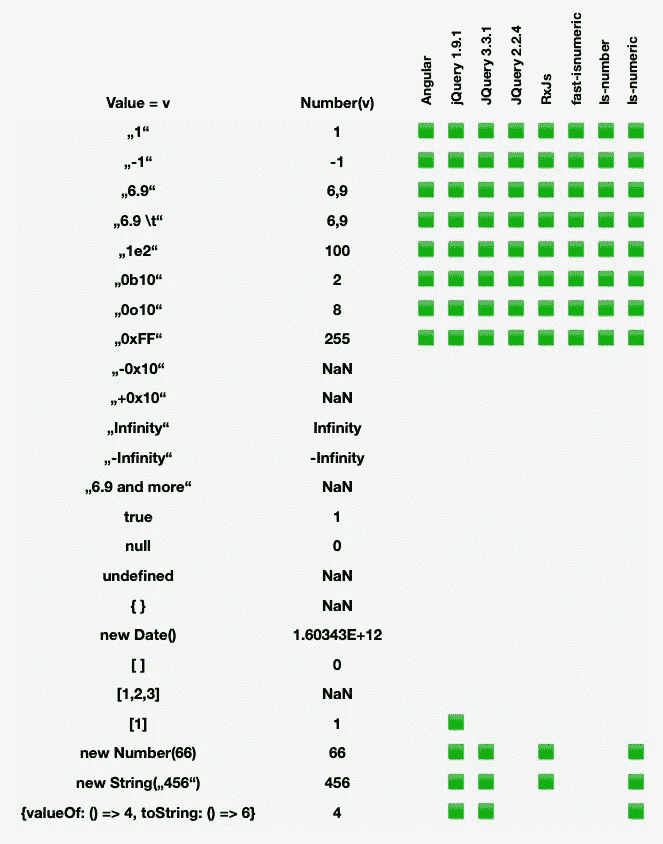 Value = v Number(v) Angular jQuery 1.9.1 JQuery 3.3.1 JQuery 2.2.4 RxJs fast-isnumeric Is-number Is-numeric
„1“ 1
„-1“ -1
„6.9“ 6,9
„6.9 \t“ 6,9
„1e2“ 100
„0b10“ 2
„0o10“ 8
„0xFF“ 255
„-0x10“ NaN
„+0x10“ NaN
„Infinity“ Infinity
„-Infinity“ -Infinity
„6.9 and more“ NaN
true 1
null 0
undefined NaN
{ } NaN
new Date() 1.60343E+12
[ ] 0
[1,2,3] NaN
[1] 1
new Number(66) 66
new String(„456“) 456
{valueOf: () => 4, toString: () => 6} 4